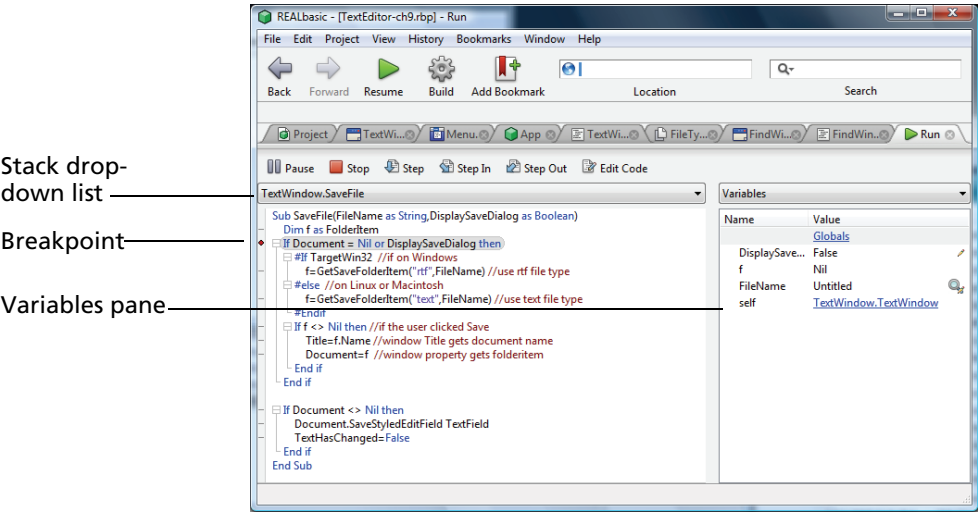 REALbasic - [TextEditor-ch9.rbp] - Run
File Edit Project View History Bookmarks Window Help
Back Forward Resume Build Add Bookmark Location Search
Project TextWi... Menu. App TextWi... FileTy... FindWi... FindWin.. Run
Pause Stop Step Step In Step Out Edit Code
Stack drop-
down list
TextWindow.SaveFile
Variables
Breakpoint
Variables pane
Sub SaveFile(FileName as String,DisplaySaveDialog as Boolean)
Dim f as FolderItem
If Document = Nil or DisplaySaveDialog then
#If TargetWin32 //if on Windows
f=GetSaveFolderItem("rtf",FileName) //use rtf file type
#else //on Linux or Macintosh
f=GetSaveFolderItem("text",FileName) //use text file type
#Endif
If f <> Nil then //if the user clicked Save
Title=f.Name //window Title gets document name
Document=f //window property gets folderitem
End if
End if
If Document <> Nil then
Document.SaveStyledEditField TextField
TextHasChanged=False
End if
End Sub
Name Value
Globals
DisplaySave... False
f Nil
FileName Untitled
self TextWindow.TextWindow